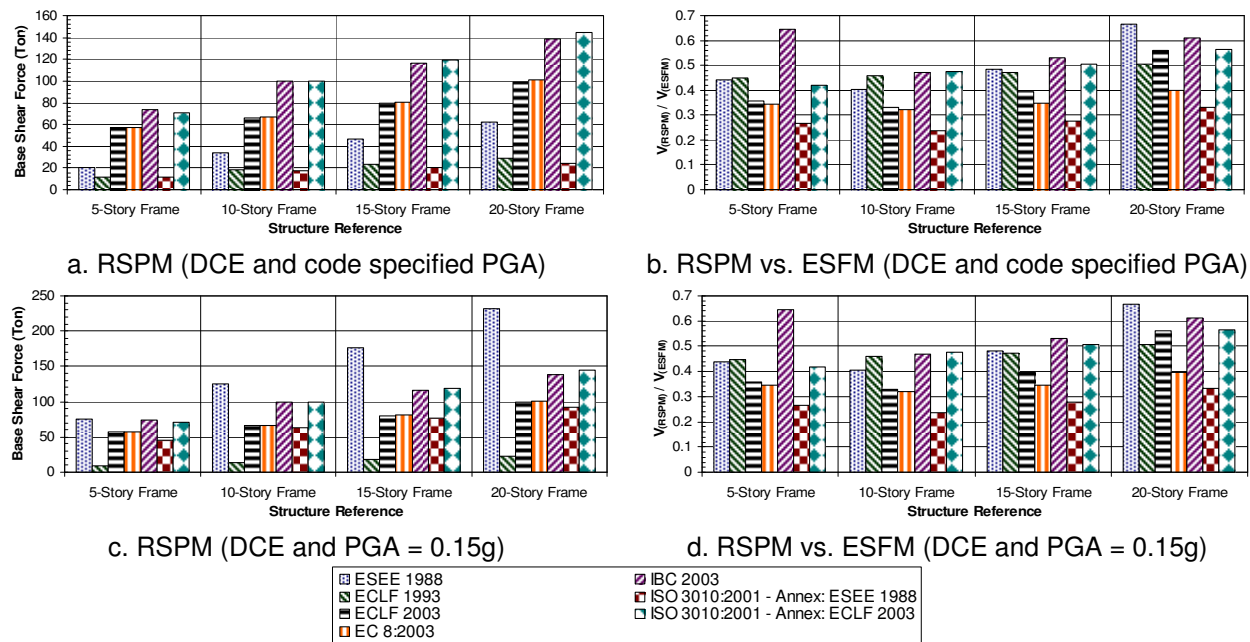 160
140
120
100
80
60
40
20
0
Base Shear Force (Ton)
5-Story Frame 10-Story Frame 15-Story Frame 20-Story Frame
Structure Reference
a. RSPM (DCE and code specified PGA)
0.7
0.6
0.5
0.4
0.3
0.2
0.1
0
V(RSPM) / V(ESFM)
5-Story Frame 10-Story Frame 15-Story Frame 20-Story Frame
Structure Reference
b. RSPM vs. ESFM (DCE and code specified PGA)
250
200
150
100
50
0
Base Shear Force (Ton)
5-Story Frame 10-Story Frame 15-Story Frame 20-Story Frame
Structure Reference
c. RSPM (DCE and PGA = 0.15g)
0.7
0.6
0.5
0.4
0.3
0.2
0.1
0
V(RSPM) / V(ESFM)
5-Story Frame 10-Story Frame 15-Story Frame 20-Story Frame
Structure Reference
d. RSPM vs. ESFM (DCE and PGA = 0.15g)
ESEE 1988
ECLF 1993
ECLF 2003
EC 8:2003
IBC 2003
ISO 3010:2001 - Annex: ESEE 1988
ISO 3010:2001 - Annex: ECLF 2003